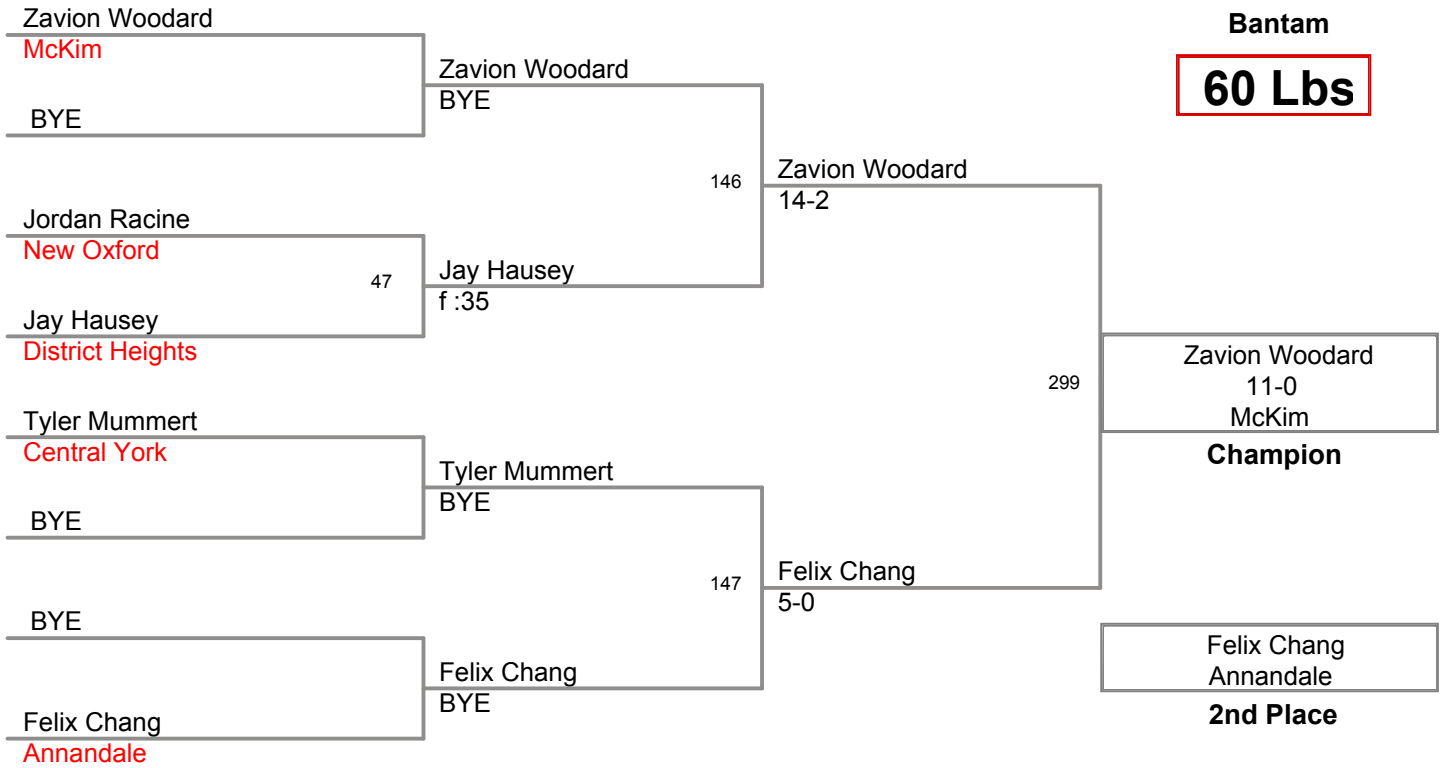 Zavion Woodard
McKim
BYE
Jordan Racine
New Oxford
47
Jay Hausey
District Heights
Tyler Mummert
Central York
BYE
BYE
Felix Chang
Annandale
Zavion Woodard
BYE
146
Jay Hausey
f :35
Tyler Mummert
BYE
147
Felix Chang
BYE
Zavion Woodard
14-2
299
Felix Chang
5-0
Bantam
60 Lbs
Zavion Woodard
11-0
McKim
Champion
Felix Chang
Annandale
2nd Place